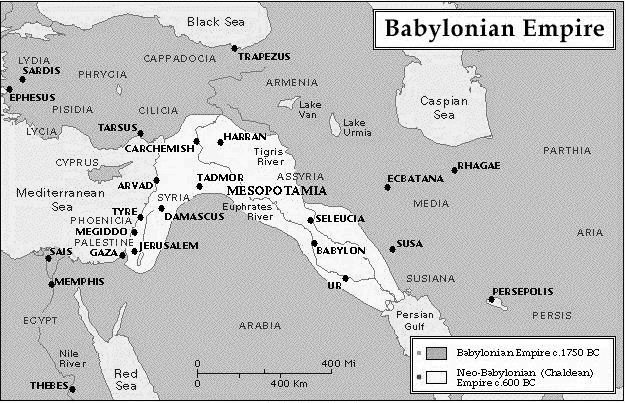 Babylonian Empire
Black Sea
TRAPEZUS
CAPPADOCIA
LYDIA
SARDIS
PHRYGIA
EPHESUS
PISIDIA
CILICIA
ARMENIA
Lake
Van
Lake
Urmia
Caspian
Sea
LYCIA
TARSUS
CARCHEMISH
HARRAN
Tigris
River
PARTHIA
CYPRUS
ARVAD
TADMOR
ASSYRIA
MESOPOTAMIA
ECBATANA
RHAGAE
Mediterranean
Sea
SYRIA
Euphrates
River
MEDIA
TYRE
DAMASCUS
PHOENICIA
SELEUCIA
MEGIDDO
PALESTINE
JERUSALEM
BABYLON
SUSA
ARIA
SAIS
GAZA
MEMPHIS
UR
SUSIANA
PERSEPOLIS
Persian
Gulf
PERSIS
EGYPT
ARABIA
Nile
River
Red
Sea
THEBES
0
400 Mi
0
400 Km
Babylonian Empire c.1750 BC
Neo-Babylonian (Chaldean)
Empire c.600 BC